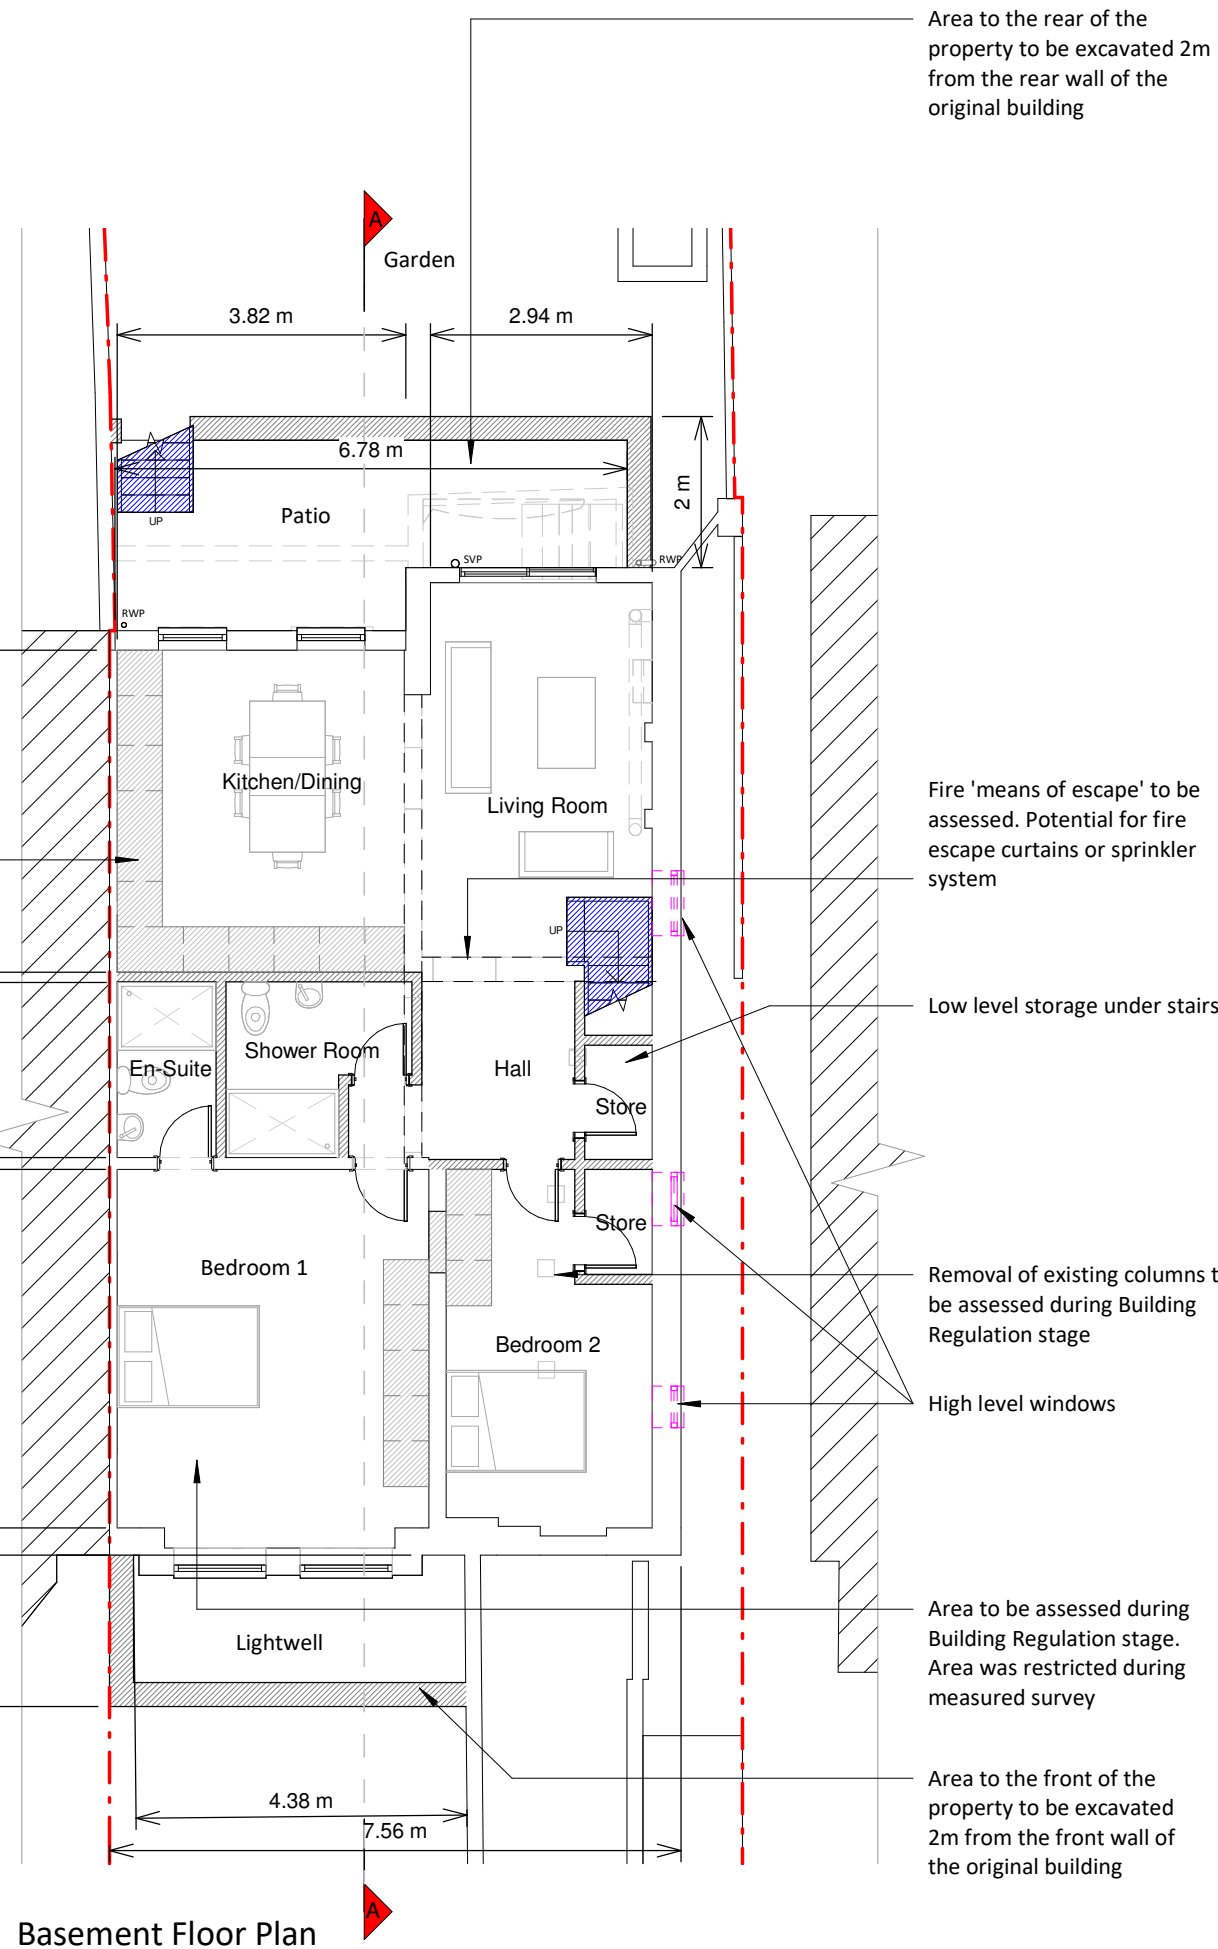 Area to the rear of the
property to be excavated 2m
from the rear wall of the
original building
A
Garden
3.82 m
2.94 m
6.78 m
2 m
UP
Patio
SVP
RWP
RWP
Kitchen/Dining
Living Room
Fire 'means of escape' to be
assessed. Potential for fire
escape curtains or sprinkler
system
UP
Low level storage under stairs
En-Suite
Shower Room
Hall
Store
Store
Bedroom 1
Removal of existing columns t
be assessed during Building
Regulation stage
Bedroom 2
High level windows
Area to be assessed during
Building Regulation stage.
Area was restricted during
measured survey
Lightwell
Area to the front of the
property to be excavated
2m from the front wall of
the original building
4.38 m
7.56 m
A
Basement Floor Plan